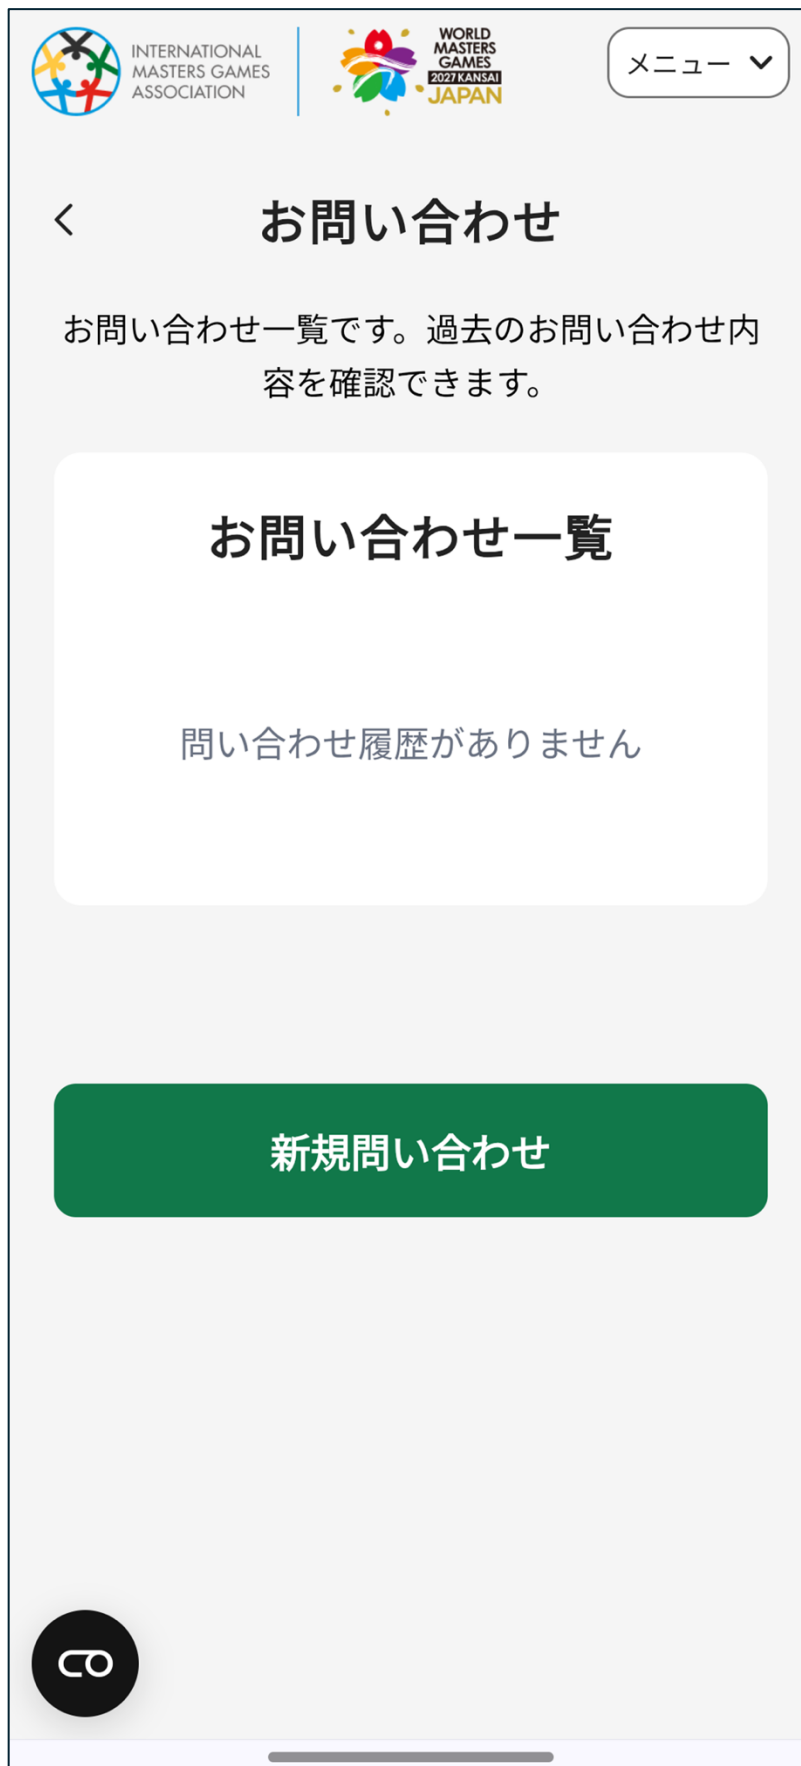 INTERNATIONAL
MASTERS GAMES
ASSOCIATION
WORLD
MASTERS
GAMES
2027 KANSAI
JAPAN
メニュー
お問い合わせ
お問い合わせ一覧です。過去のお問い合わせ内
容を確認できます。
お問い合わせ一覧
問い合わせ履歴がありません
新規問い合わせ